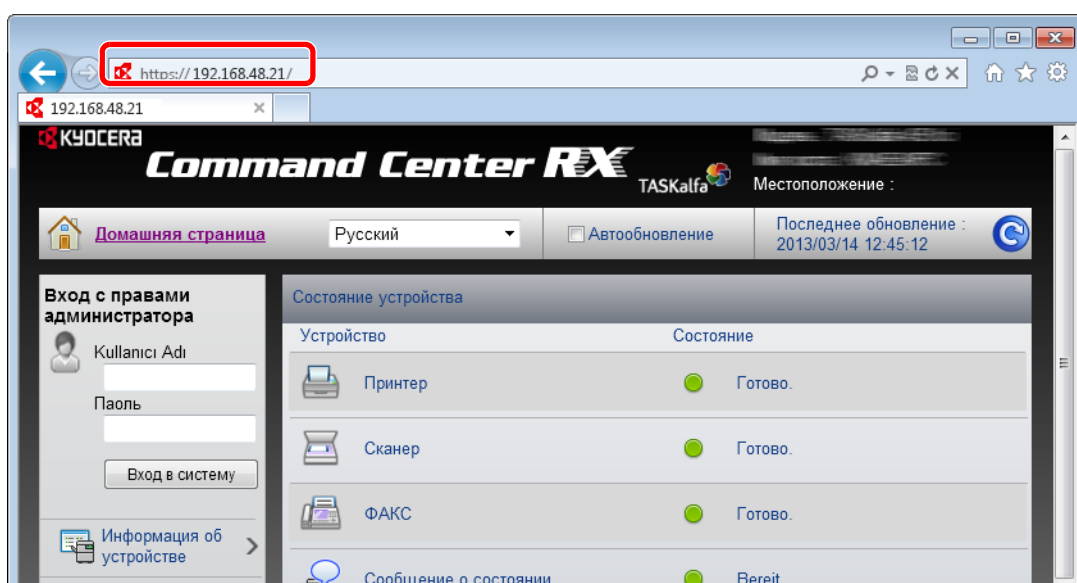 https://192.168.48.21/
192.168.48.21
KYOCERA
Command Center RX
TASKalfa
Местоположение :
Домашняя страница
Русский
Автообновление
Последнее обновление :
2013/03/14 12:45:12
Вход с правами
администратора
Kullanıcı Adı
Паоль
Вход в систему
Информация об
устройстве
Состояние устройства
Устройство Состояние
Принтер Готово.
Сканер Готово.
ФАКС Готово.
Сообщение о состоянии Bereit